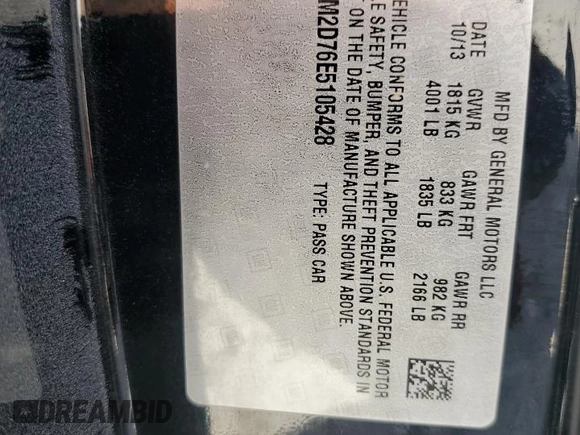 MFD BY GENERAL MOTORS LLC
DATE GVWR GAWR FRT GAWR RR
10/13 1815 KG 833 KG 982 KG
4001 LB 1835 LB 2166 LB
EHICLE CONFORMS TO ALL APPLICABLE U.S. FEDERAL MOTOR
LE SAFETY, BUMPER, AND THEFT PREVENTION STANDARDS IN
ON THE DATE OF MANUFACTURE SHOWN ABOVE.
M2D76E5105428 TYPE: PASS CAR
DREAMBID